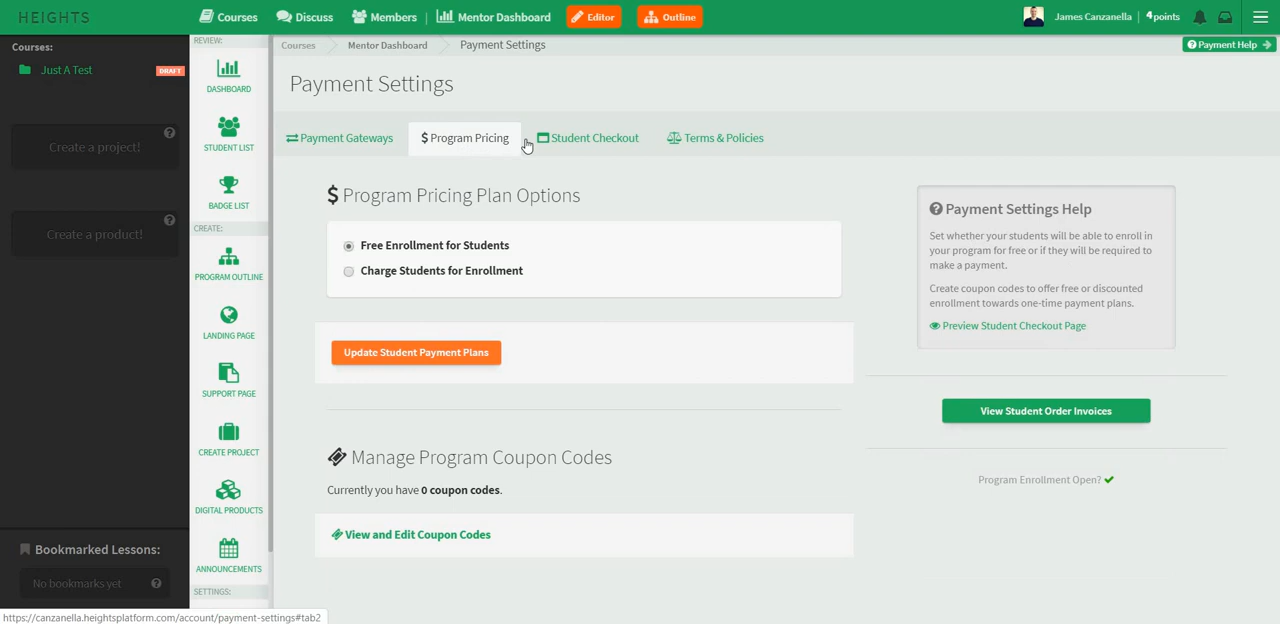 HEIGHTS
Courses
Discuss
Members
Mentor Dashboard
Editor
Outline
James Canzanella
4 points
Courses:
Just A Test
DRAFT
Create a project!
Create a product!
Bookmarked Lessons:
No bookmarks yet
REVIEW:
DASHBOARD
STUDENT LIST
BADGE LIST
CREATE:
PROGRAM OUTLINE
LANDING PAGE
SUPPORT PAGE
CREATE PROJECT
DIGITAL PRODUCTS
ANNOUNCEMENTS
SETTINGS:
Courses
Mentor Dashboard
Payment Settings
Payment Help
Payment Settings
Payment Gateways
$ Program Pricing
Student Checkout
Terms & Policies
$ Program Pricing Plan Options
Free Enrollment for Students
Charge Students for Enrollment
Update Student Payment Plans
Manage Program Coupon Codes
Currently you have 0 coupon codes.
View and Edit Coupon Codes
Payment Settings Help
Set whether your students will be able to enroll in
your program for free or if they will be required to
make a payment.
Create coupon codes to offer free or discounted
enrollment towards one-time payment plans.
Preview Student Checkout Page
View Student Order Invoices
Program Enrollment Open?
https://canzanella.heightsplatform.com/account/payment-settings#tab2